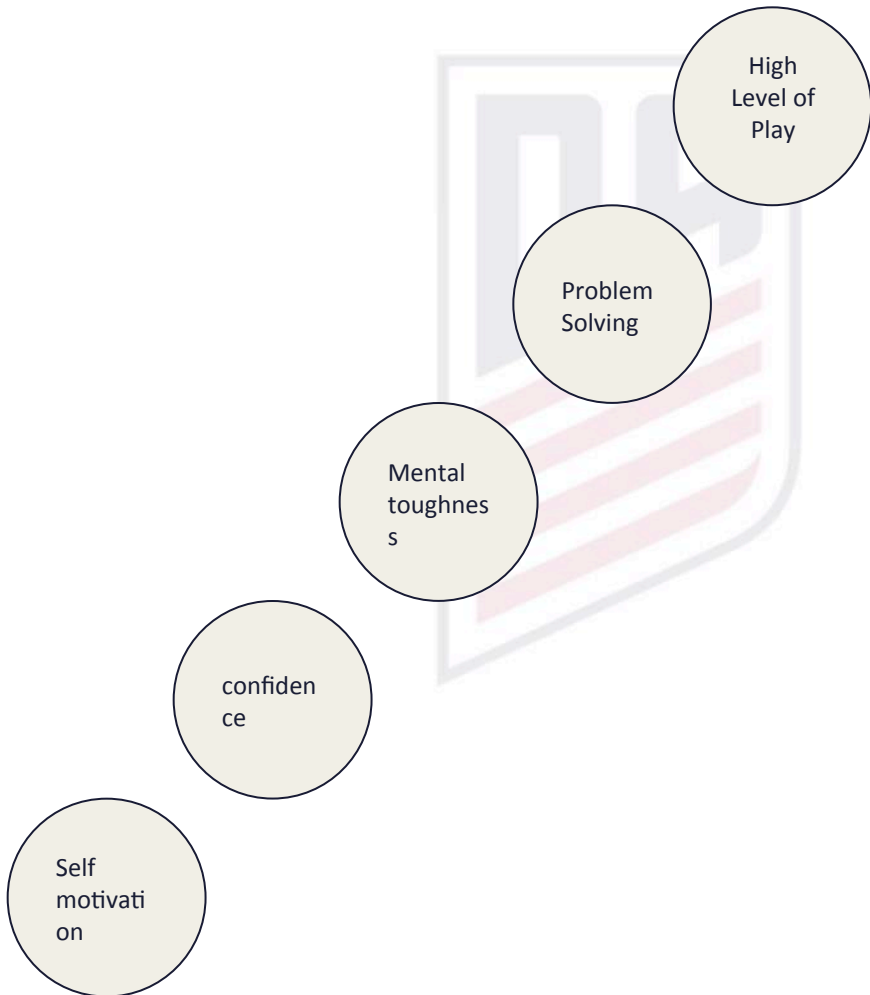 High
Level of
Play
Problem
Solving
Mental
toughnes
s
confiden
ce
Self
motivati
on